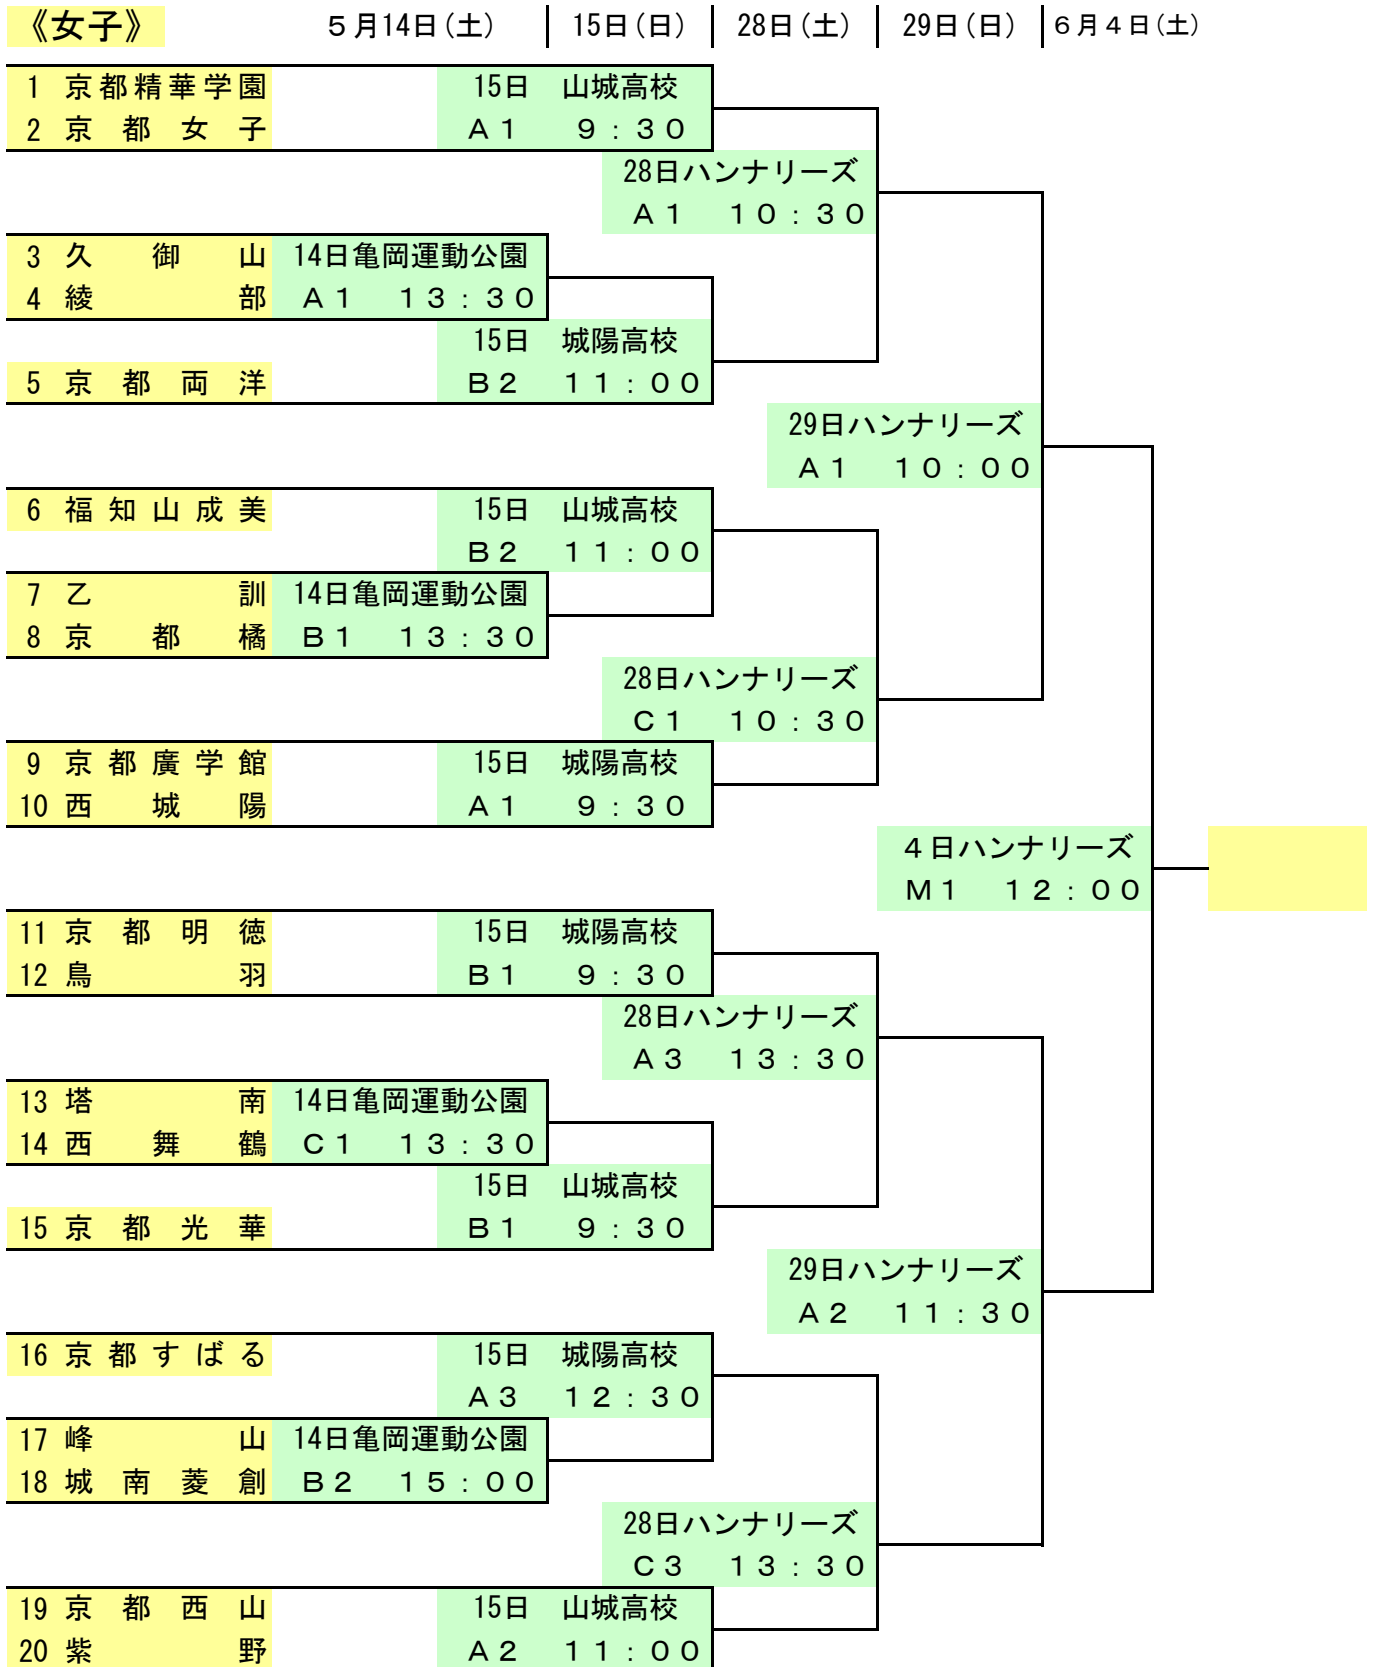 《女子》 ５月14日(土) 15日(日) 28日(土) 29日(日) ６月４日(土)
1 京都精華学園 15日 山城高校
2 京都女子 Ａ１ ９：３０
28日ハンナリーズ
Ａ１ １０：３０
3 久御山 14日亀岡運動公園
4 綾部 Ａ１ １３：３０
15日 城陽高校
5 京都両洋 Ｂ２ １１：００
29日ハンナリーズ
Ａ１ １０：００
6 福知山成美 15日 山城高校
Ｂ２ １１：００
7 乙訓 14日亀岡運動公園
8 京都橘 Ｂ１ １３：３０
28日ハンナリーズ
Ｃ１ １０：３０
9 京都廣学館 15日 城陽高校
10 西城陽 Ａ１ ９：３０
４日ハンナリーズ
Ｍ１ １２：００
11 京都明徳 15日 城陽高校
12 鳥羽 Ｂ１ ９：３０
28日ハンナリーズ
Ａ３ １３：３０
13 塔南 14日亀岡運動公園
14 西舞鶴 Ｃ１ １３：３０
15日 山城高校
15 京都光華 Ｂ１ ９：３０
29日ハンナリーズ
Ａ２ １１：３０
16 京都すばる 15日 城陽高校
Ａ３ １２：３０
17 峰山 14日亀岡運動公園
18 城南菱創 Ｂ２ １５：００
28日ハンナリーズ
Ｃ３ １３：３０
19 京都西山 15日 山城高校
20 紫野 Ａ２ １１：００